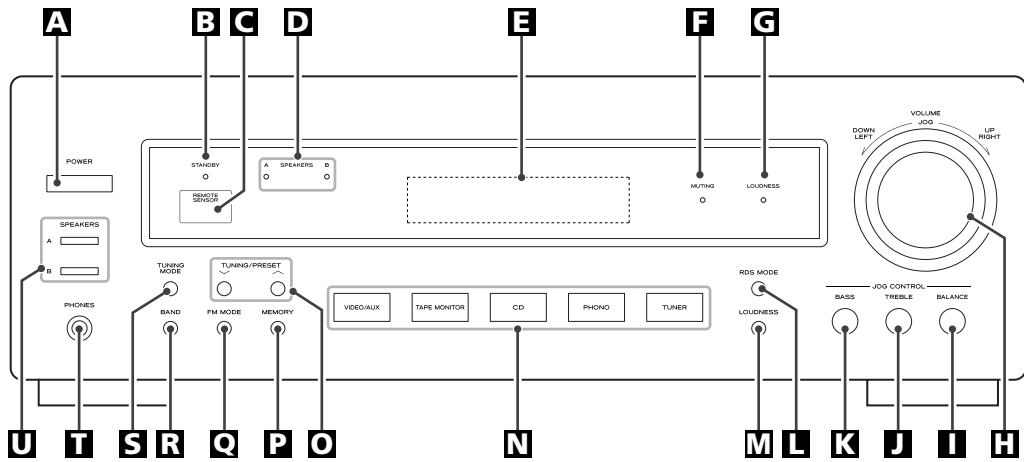 A B C D E F G
VOLUME
JOG
DOWN
LEFT
UP
RIGHT
POWER
STANDBY
A SPEAKERS B
REMOTE
SENSOR
MUTING
LOUDNESS
SPEAKERS
A
B
TUNING
MODE
TUNING/PRESET
RDS MODE
JOG CONTROL
BASS TREBLE BALANCE
PHONES
BAND
FM MODE
MEMORY
VIDEO/AUX
TAPE MONITOR
CD
PHONO
TUNER
LOUDNESS
U T S R Q P O N M L K J I H